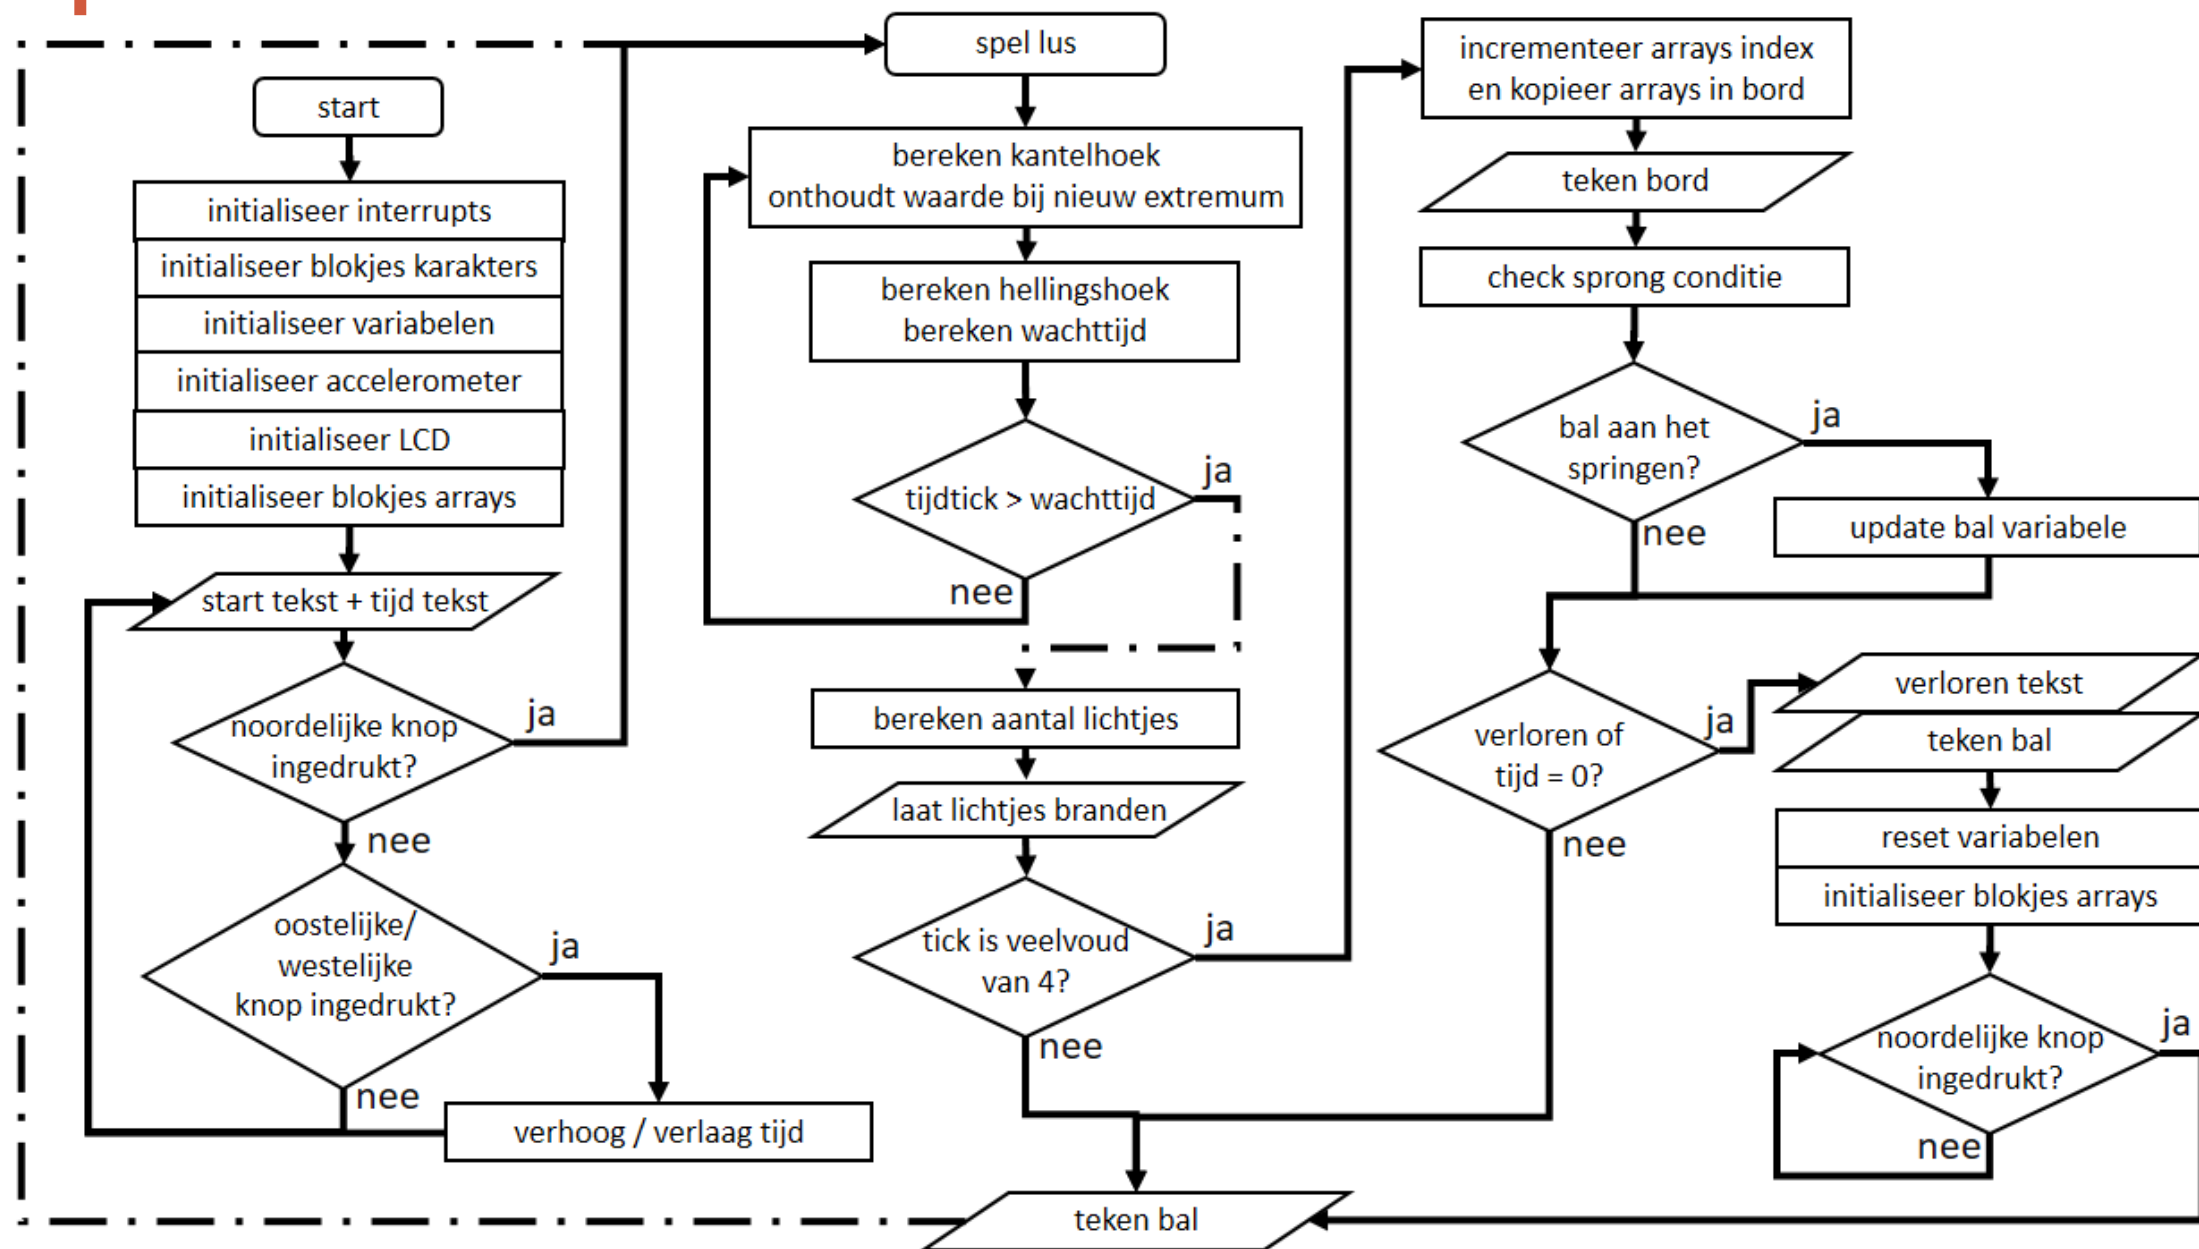 start
initialiseer interrupts
initialiseer blokjes karakters
initialiseer variabelen
initialiseer accelerometer
initialiseer LCD
initialiseer blokjes arrays
start tekst + tijd tekst
noordelijke knop
ingedrukt?
ja
nee
oostelijke/
westelijke
knop ingedrukt?
ja
nee
verhoog / verlaag tijd
spel lus
bereken kantelhoek
onthoudt waarde bij nieuw extremum
bereken hellingshoek
bereken wachttijd
tijdtick > wachttijd
ja
nee
bereken aantal lichtjes
laat lichtjes branden
tick is veelvoud
van 4?
ja
nee
teken bal
incrementeer arrays index
en kopieer arrays in bord
teken bord
check sprong conditie
bal aan het
springen?
ja
nee
update bal variabele
verloren of
tijd = 0?
ja
nee
verloren tekst
teken bal
reset variabelen
initialiseer blokjes arrays
noordelijke knop
ingedrukt?
ja
nee